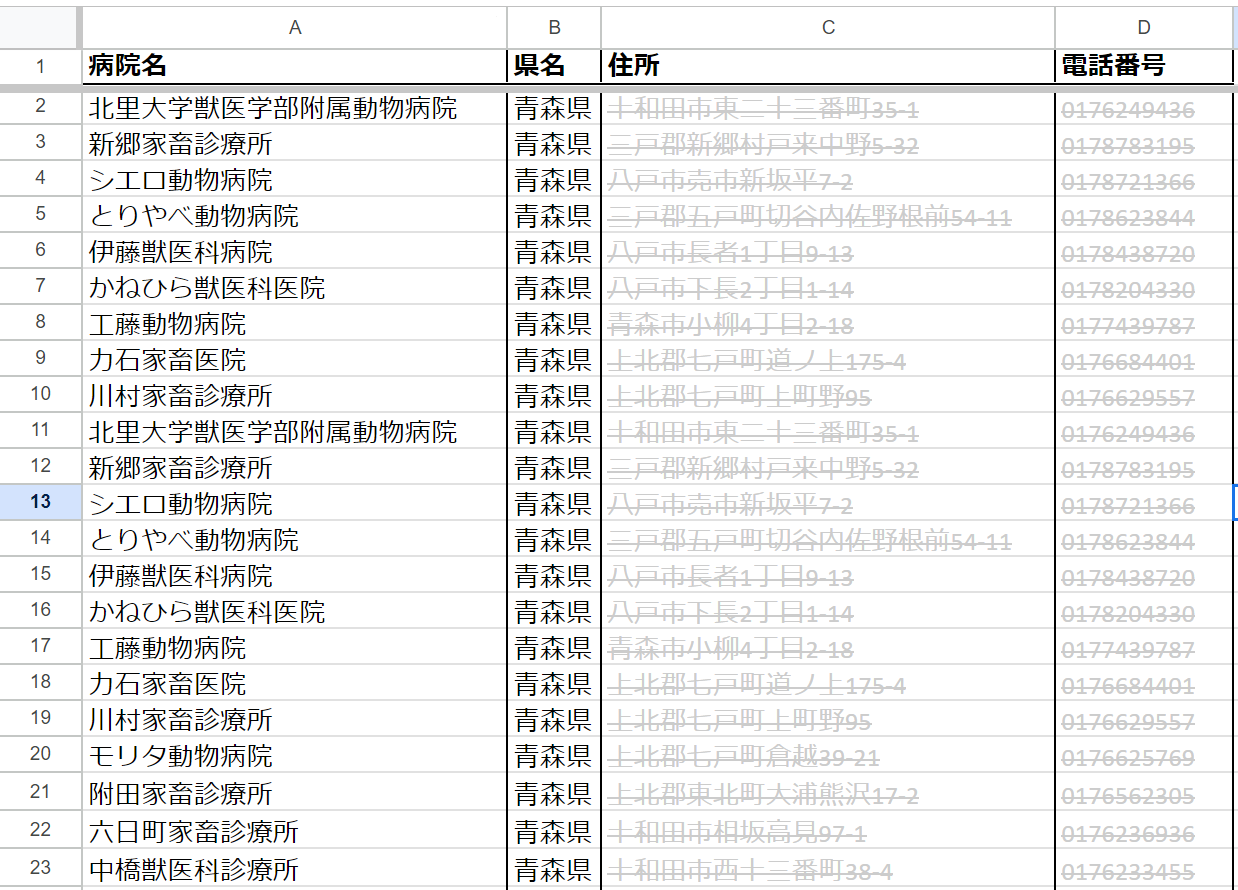 A B C D
1 病院名 県名 住所 電話番号
2 北里大学獣医学部附属動物病院 青森県 十和田市東二十三番町35-1 0176249436
3 新郷家畜診療所 青森県 三戸郡新郷村戸来中野5-32 0178783195
4 シエロ動物病院 青森県 八戸市売市新坂平7-2 0178721366
5 とりやべ動物病院 青森県 三戸郡五戸町切谷内佐野根前54-11 0178623844
6 伊藤獣医科病院 青森県 八戸市長者1丁目9-13 0178438720
7 かねひら獣医科医院 青森県 八戸市下長2丁目1-14 0178204330
8 工藤動物病院 青森県 青森市小柳4丁目2-18 0177439787
9 力石家畜医院 青森県 上北郡七戸町道ノ上175-4 0176684401
10 川村家畜診療所 青森県 上北郡七戸町上町野95 0176629557
11 北里大学獣医学部附属動物病院 青森県 十和田市東二十三番町35-1 0176249436
12 新郷家畜診療所 青森県 三戸郡新郷村戸来中野5-32 0178783195
13 シエロ動物病院 青森県 八戸市売市新坂平7-2 0178721366
14 とりやべ動物病院 青森県 三戸郡五戸町切谷内佐野根前54-11 0178623844
15 伊藤獣医科病院 青森県 八戸市長者1丁目9-13 0178438720
16 かねひら獣医科医院 青森県 八戸市下長2丁目1-14 0178204330
17 工藤動物病院 青森県 青森市小柳4丁目2-18 0177439787
18 力石家畜医院 青森県 上北郡七戸町道ノ上175-4 0176684401
19 川村家畜診療所 青森県 上北郡七戸町上町野95 0176629557
20 モリタ動物病院 青森県 上北郡七戸町倉越39-21 0176625769
21 附田家畜診療所 青森県 上北郡東北町大浦熊沢17-2 0176562305
22 六日町家畜診療所 青森県 十和田市相坂高見97-1 0176236936
23 中橋獣医科診療所 青森県 十和田市西十三番町38-4 0176233455